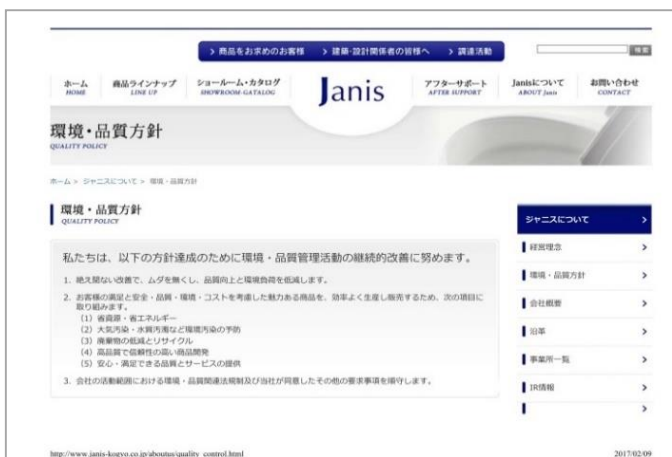 > 商品をお求めのお客様 > 建築・設計関係者の皆様へ > 調達活動
検索
ホーム 商品ラインナップ ショールーム・カタログ Janis アフターサポート Janisについて お問い合わせ
HOME LINE UP SHOWROOM・GATALOG AFTER SUPPORT ABOUT Janis CONTACT
環境・品質方針
QUALITY POLICY
ホーム > ジャニスについて > 環境・品質方針
環境・品質方針
QUALITY POLICY
私たちは、以下の方針達成のために環境・品質管理活動の継続的改善に努めます。
1. 絶え間ない改善で、ムダを無くし、品質向上と環境負荷を低減します。
2. お客様の満足と安全・品質・環境・コストを考慮した魅力ある商品を、効率よく生産し販売するため、次の項目に
取り組みます。
(1) 省資源・省エネルギー
(2) 大気汚染・水質汚濁など環境汚染の予防
(3) 廃棄物の低減とリサイクル
(4) 高品質で信頼性の高い商品開発
(5) 安心・満足できる品質とサービスの提供
3. 会社の活動範囲における環境・品質関連法規制及び当社が同意したその他の要求事項を順守します。
ジャニスについて >
経営理念 >
環境・品質方針 >
会社概要 >
沿革 >
事業所一覧 >
IR情報 >
>
http://www.janis-kogyo.co.jp/aboutus/quality_control.html 2017/02/09